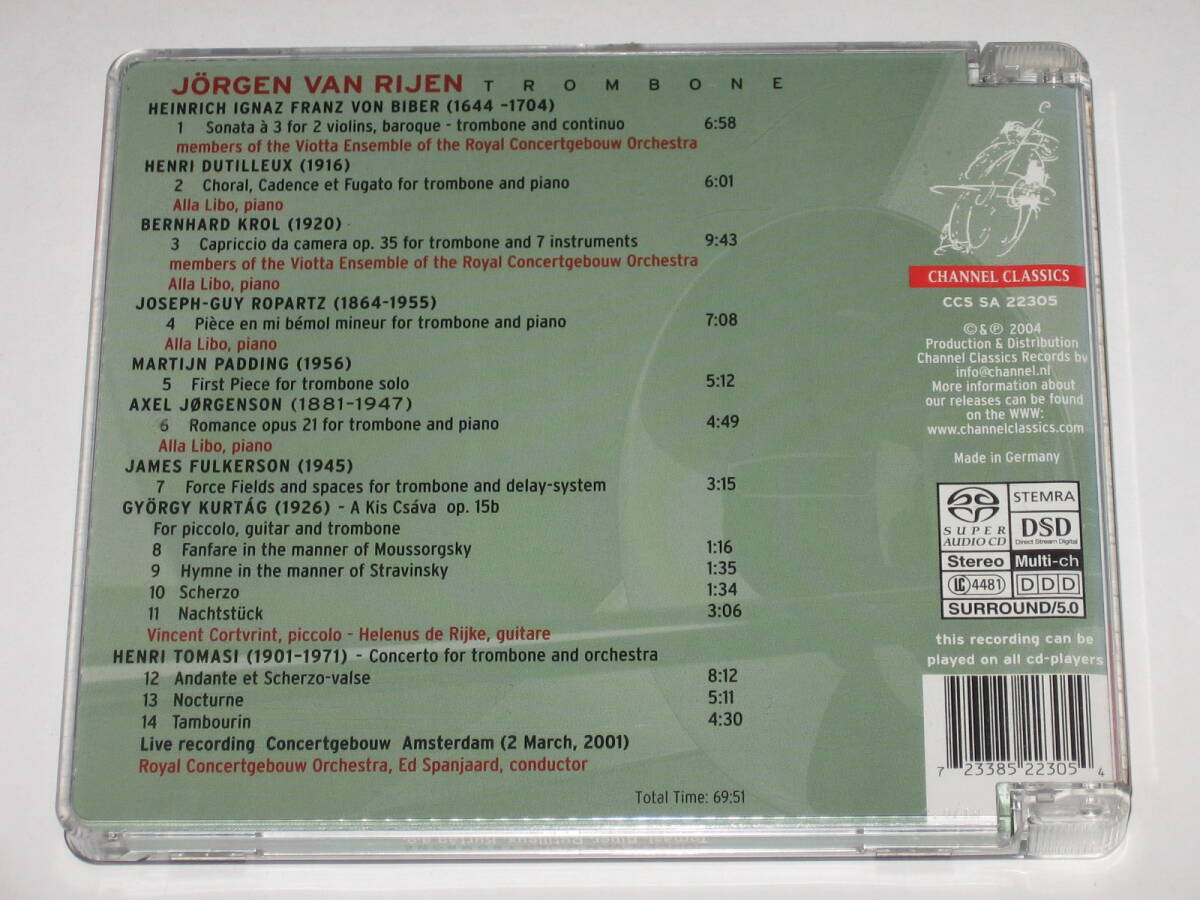 JÖRGEN VAN RIJEN TROMBONE
HEINRICH IGNAZ FRANZ VON BIBER (1644 –1704)
1 Sonata à 3 for 2 violins, baroque - trombone and continuo 6:58
members of the Viotta Ensemble of the Royal Concertgebouw Orchestra
HENRI DUTILLEUX (1916)
2 Choral, Cadence et Fugato for trombone and piano 6:01
Alla Libo, piano
BERNHARD KROL (1920)
3 Capriccio da camera op. 35 for trombone and 7 instruments 9:43
members of the Viotta Ensemble of the Royal Concertgebouw Orchestra
Alla Libo, piano
JOSEPH-GUY ROPARTZ (1864-1955)
4 Pièce en mi bémol mineur for trombone and piano 7:08
Alla Libo, piano
MARTIJN PADDING (1956)
5 First Piece for trombone solo 5:12
AXEL JØRGENSON (1881-1947)
6 Romance opus 21 for trombone and piano 4:49
Alla Libo, piano
JAMES FULKERSON (1945)
7 Force Fields and spaces for trombone and delay-system 3:15
GYÖRGY KURTÁG (1926) - A Kis Csáva op. 15b
For piccolo, guitar and trombone
8 Fanfare in the manner of Moussorgsky 1:16
9 Hymne in the manner of Stravinsky 1:35
10 Scherzo 1:34
11 Nachtstück 3:06
Vincent Cortvrint, piccolo - Helenus de Rijke, guitare
HENRI TOMASI (1901-1971) - Concerto for trombone and orchestra
12 Andante et Scherzo-valse 8:12
13 Nocturne 5:11
14 Tambourin 4:30
Live recording Concertgebouw Amsterdam (2 March, 2001)
Royal Concertgebouw Orchestra, Ed Spanjaard, conductor
Total Time: 69:51
CHANNEL CLASSICS
CCS SA 22305
©&℗ 2004
Production & Distribution
Channel Classics Records bv
info@channel.nl
More information about
our releases can be found
on the WWW:
www.channelclassics.com
Made in Germany
SUPER AUDIO CD
STEMRA
DSD
Direct Stream Digital
Stereo Multi-ch
LC 4481 DDD
SURROUND/5.0
this recording can be
played on all cd-players
7 23385 22305 4